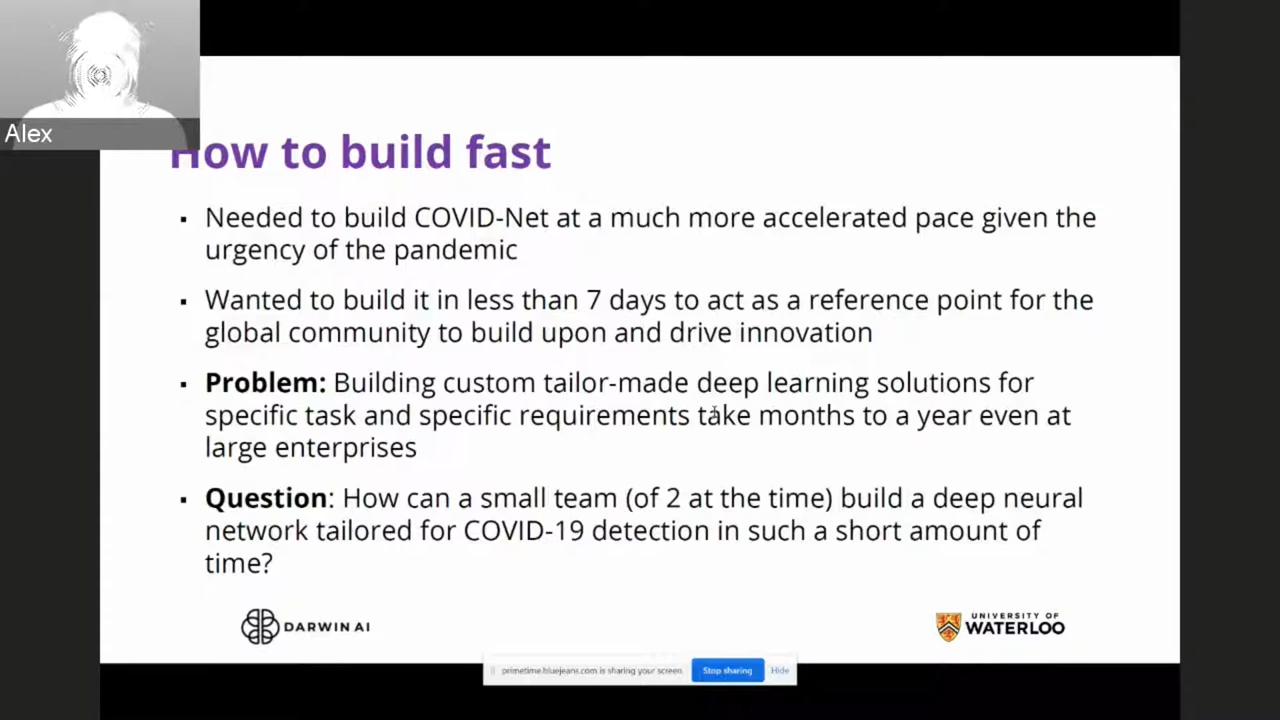 Alex
How to build fast
▪ Needed to build COVID-Net at a much more accelerated pace given the
urgency of the pandemic
▪ Wanted to build it in less than 7 days to act as a reference point for the
global community to build upon and drive innovation
▪ Problem: Building custom tailor-made deep learning solutions for
specific task and specific requirements take months to a year even at
large enterprises
▪ Question: How can a small team (of 2 at the time) build a deep neural
network tailored for COVID-19 detection in such a short amount of
time?
DARWIN AI
UNIVERSITY OF
WATERLOO
primetime.bluejeans.com is sharing your screen.
Stop sharing
Hide